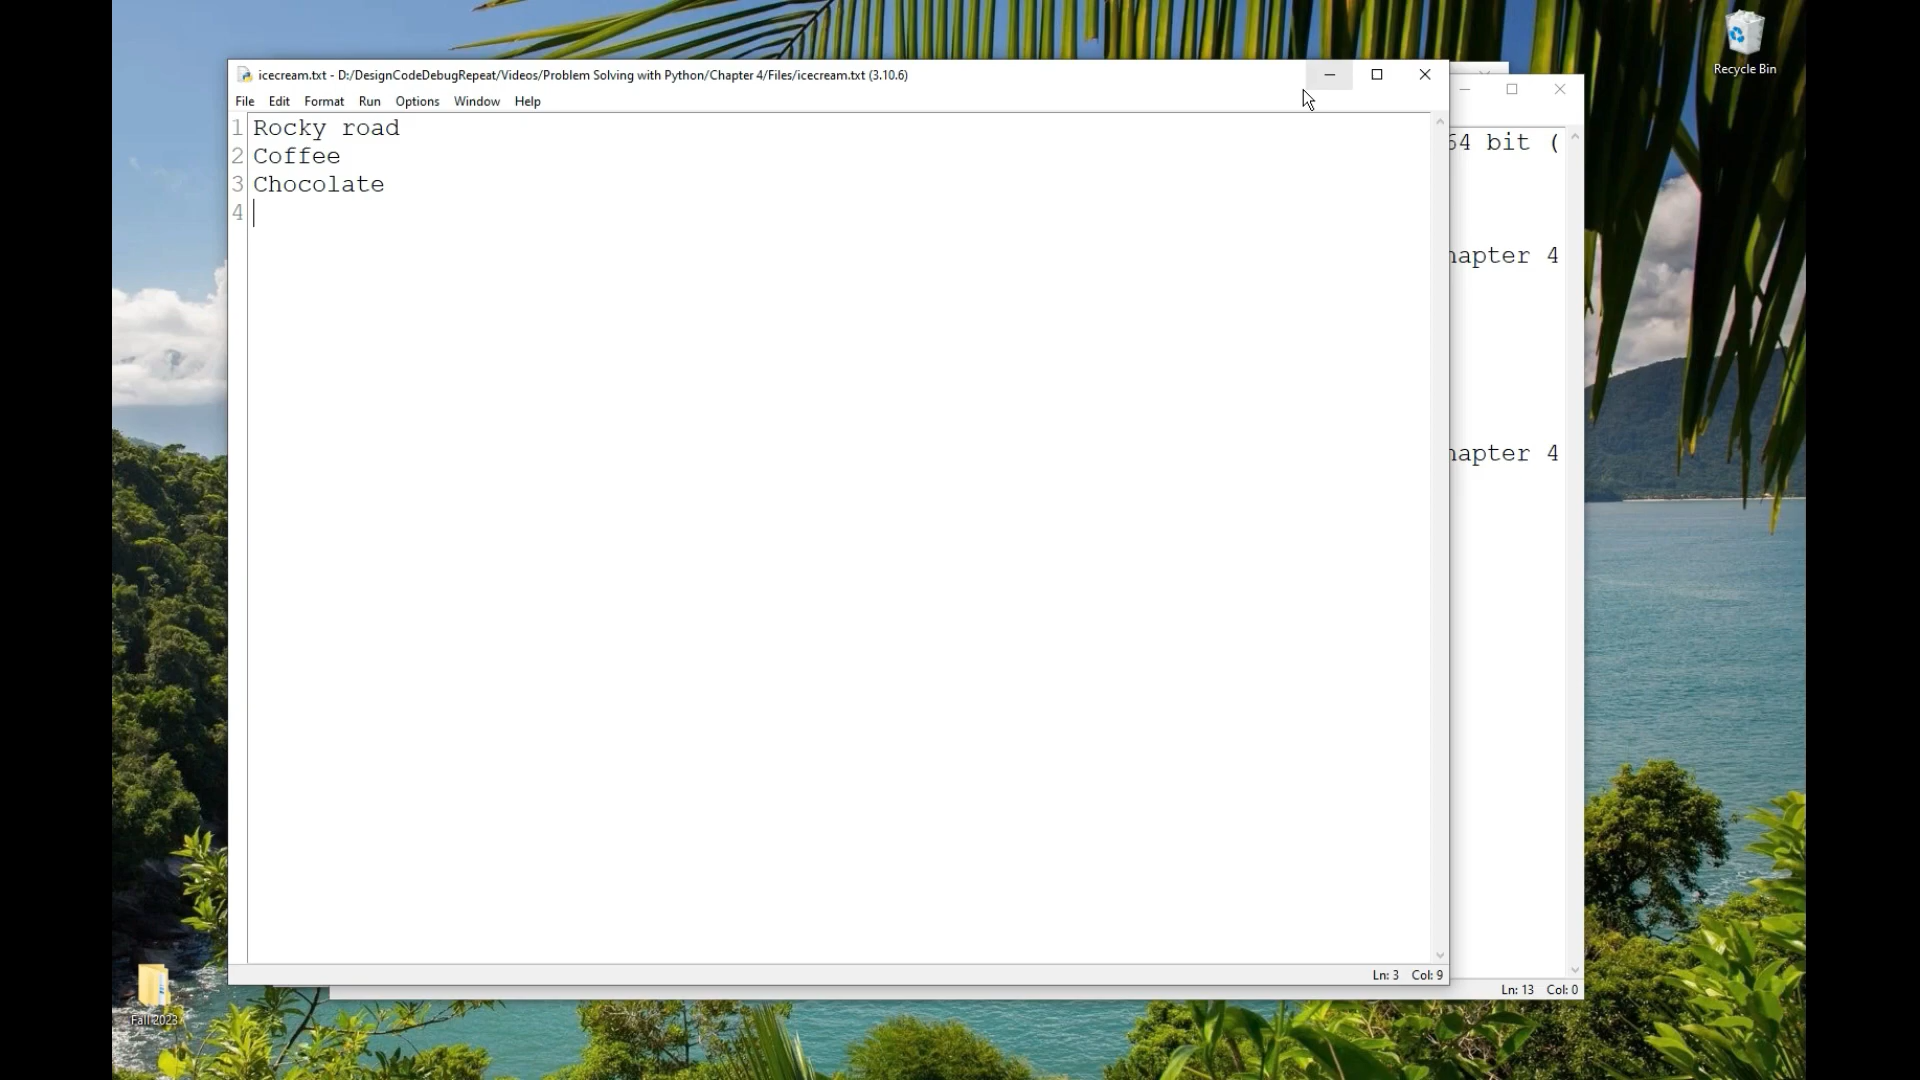 Recycle Bin
icecream.txt - D:/DesignCodeDebugRepeat/Videos/Problem Solving with Python/Chapter 4/Files/icecream.txt (3.10.6)
File Edit Format Run Options Window Help
1 Rocky road
2 Coffee
3 Chocolate
4
64 bit (
hapter 4
hapter 4
Ln: 3 Col: 9
Ln: 13 Col: 0
Fall 2023